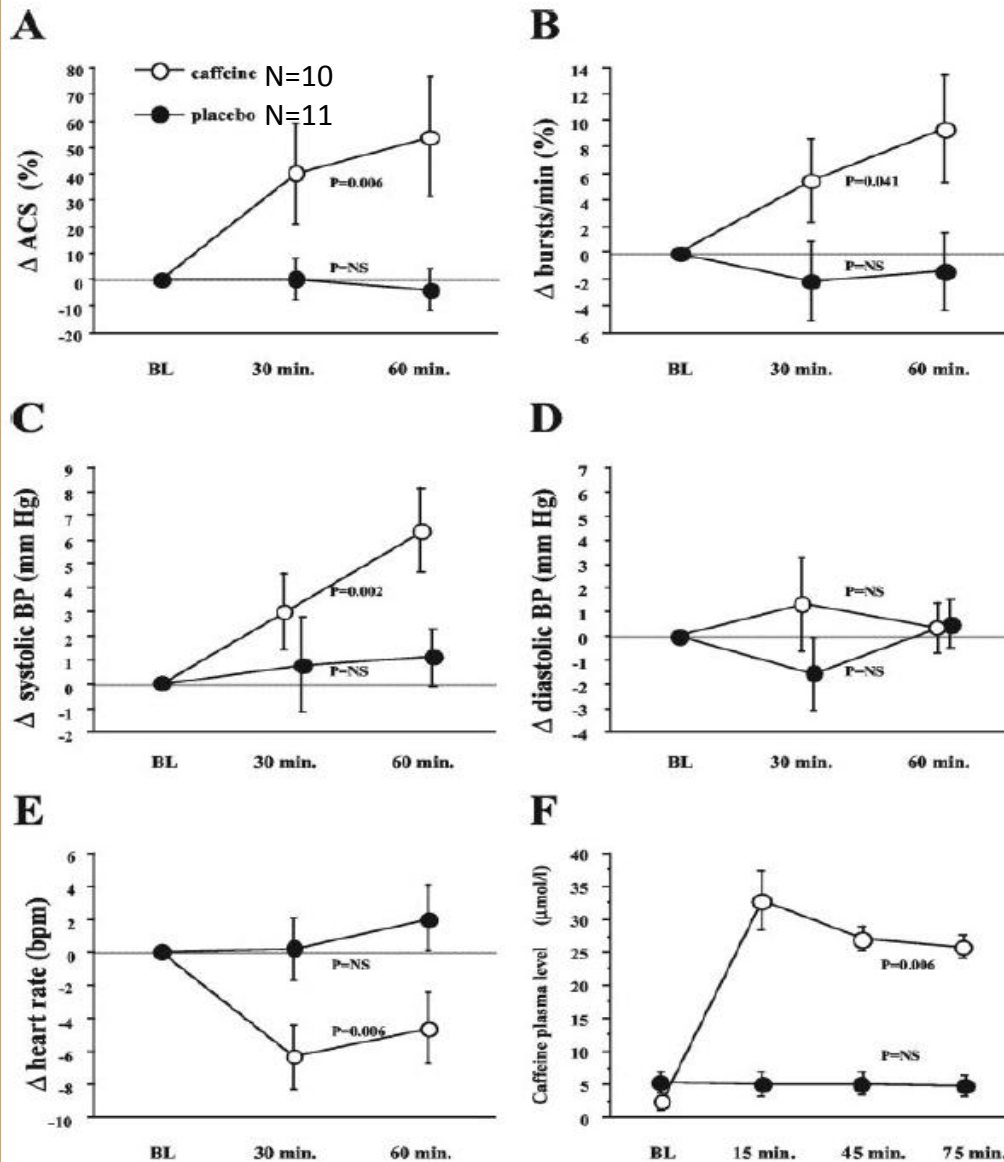 A
80
70
60
50
40
30
20
10
0
-10
-20
Δ ACS (%)
caffeine N=10
placebo N=11
P=0.006
P=NS
BL 30 min. 60 min.
B
14
12
10
8
6
4
2
0
-2
-4
-6
Δ bursts/min (%)
P=0.041
P=NS
BL 30 min. 60 min.
C
9
8
7
6
5
4
3
2
1
0
-1
-2
Δ systolic BP (mm Hg)
P=0.002
P=NS
BL 30 min. 60 min.
D
7
6
5
4
3
2
1
0
-1
-2
-3
-4
Δ diastolic BP (mm Hg)
P=NS
P=NS
BL 30 min. 60 min.
E
6
4
2
0
-2
-4
-6
-8
-10
Δ heart rate (bpm)
P=NS
P=0.006
BL 30 min. 60 min.
F
40
35
30
25
20
15
10
5
0
Caffeine plasma level (μmol/l)
P=0.006
P=NS
BL 15 min. 45 min. 75 min.